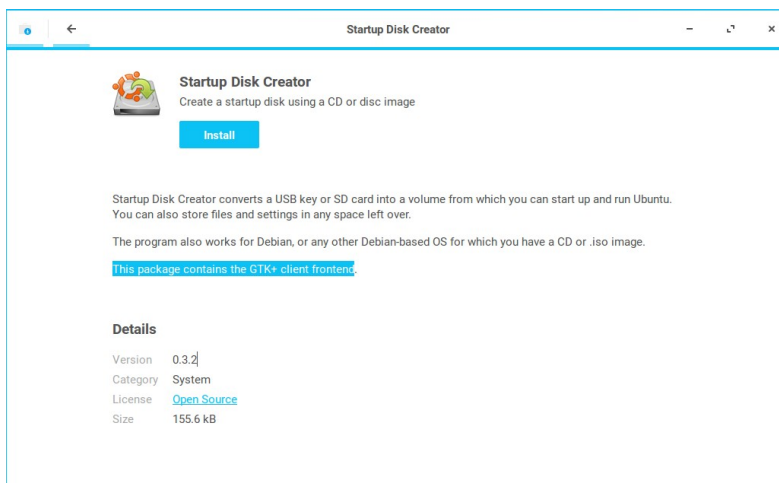 Startup Disk Creator
Startup Disk Creator
Create a startup disk using a CD or disc image
Install
Startup Disk Creator converts a USB key or SD card into a volume from which you can start up and run Ubuntu.
You can also store files and settings in any space left over.
The program also works for Debian, or any other Debian-based OS for which you have a CD or .iso image.
This package contains the GTK+ client frontend.
Details
Version 0.3.2
Category System
License Open Source
Size 155.6 kB